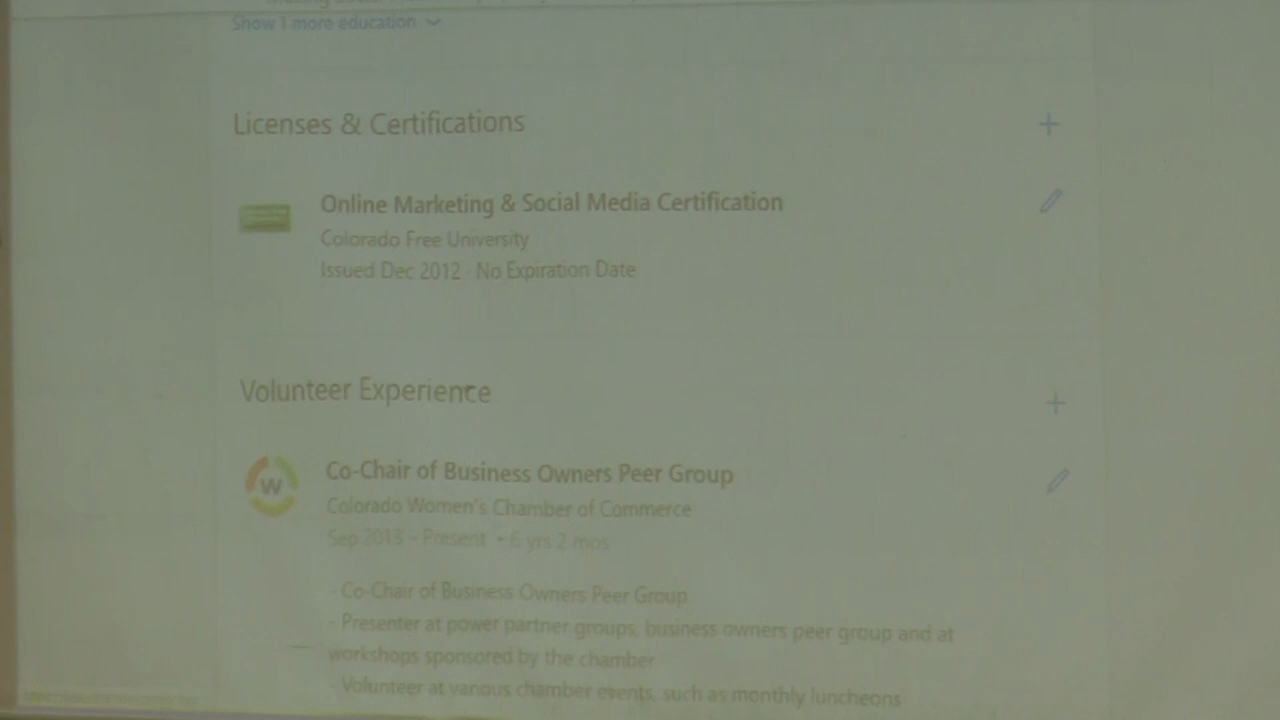 Show 1 more education
Licenses & Certifications
Online Marketing & Social Media Certification
Colorado Free University
Issued Dec 2012 · No Expiration Date
Volunteer Experience
W
Co-Chair of Business Owners Peer Group
Colorado Women's Chamber of Commerce
Sep 2013 – Present • 6 yrs 2 mos
- Co-Chair of Business Owners Peer Group
- Presenter at power partner groups, business owners peer group and at
workshops sponsored by the chamber
- Volunteer at various chamber events, such as monthly luncheons